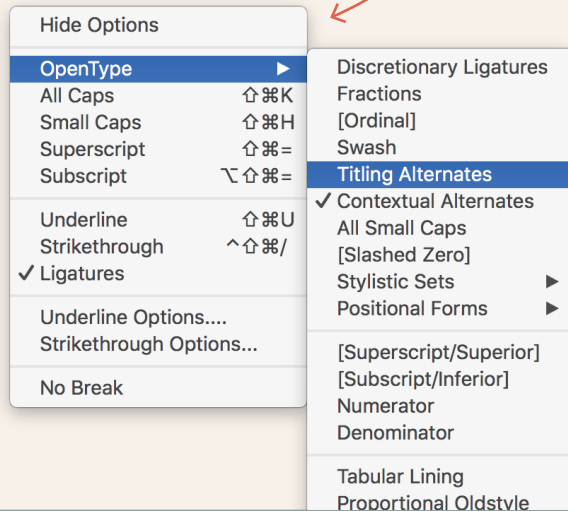 Hide Options
OpenType ▶
All Caps ⇧⌘K
Small Caps ⇧⌘H
Superscript ⇧⌘=
Subscript ⌥⇧⌘=
Underline ⇧⌘U
Strikethrough ^⇧⌘/
✓ Ligatures
Underline Options....
Strikethrough Options...
No Break
Discretionary Ligatures
Fractions
[Ordinal]
Swash
Titling Alternates
✓ Contextual Alternates
All Small Caps
[Slashed Zero]
Stylistic Sets ▶
Positional Forms ▶
[Superscript/Superior]
[Subscript/Inferior]
Numerator
Denominator
Tabular Lining
Proportional Oldstyle